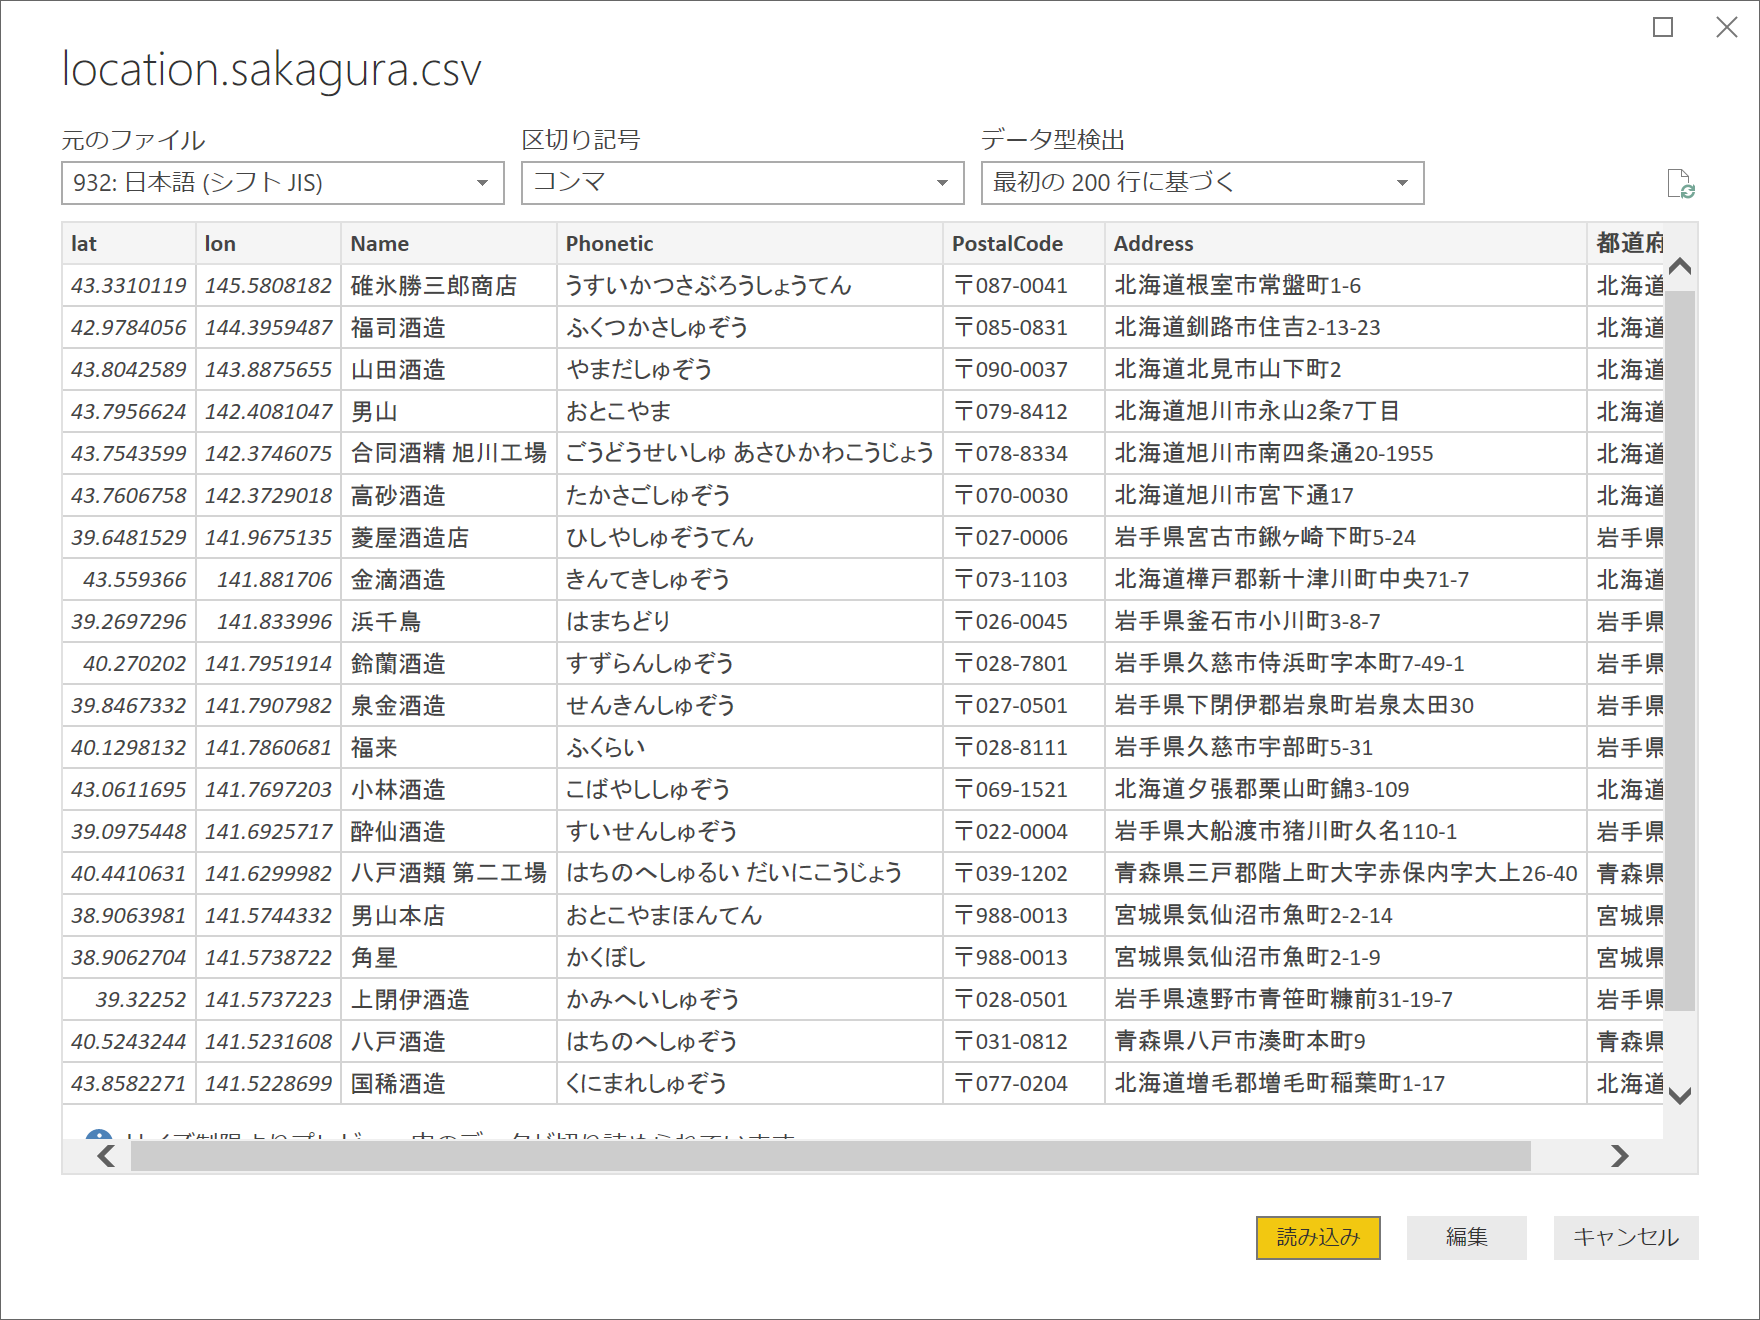 location.sakagura.csv
元のファイル 区切り記号 データ型検出
932: 日本語 (シフト JIS) コンマ 最初の 200 行に基づく
lat lon Name Phonetic PostalCode Address 都道府
43.3310119 145.5808182 碓氷勝三郎商店 うすいかつさぶろうしょうてん 〒087-0041 北海道根室市常盤町1-6 北海道
42.9784056 144.3959487 福司酒造 ふくつかさしゅぞう 〒085-0831 北海道釧路市住吉2-13-23 北海道
43.8042589 143.8875655 山田酒造 やまだしゅぞう 〒090-0037 北海道北見市山下町2 北海道
43.7956624 142.4081047 男山 おとこやま 〒079-8412 北海道旭川市永山2条7丁目 北海道
43.7543599 142.3746075 合同酒精 旭川工場 ごうどうせいしゅ あさひかわこうじょう 〒078-8334 北海道旭川市南四条通20-1955 北海道
43.7606758 142.3729018 高砂酒造 たかさごしゅぞう 〒070-0030 北海道旭川市宮下通17 北海道
39.6481529 141.9675135 菱屋酒造店 ひしやしゅぞうてん 〒027-0006 岩手県宮古市鍬ヶ崎下町5-24 岩手県
43.559366 141.881706 金滴酒造 きんてきしゅぞう 〒073-1103 北海道樺戸郡新十津川町中央71-7 北海道
39.2697296 141.833996 浜千鳥 はまちどり 〒026-0045 岩手県釜石市小川町3-8-7 岩手県
40.270202 141.7951914 鈴蘭酒造 すずらんしゅぞう 〒028-7801 岩手県久慈市侍浜町字本町7-49-1 岩手県
39.8467332 141.7907982 泉金酒造 せんきんしゅぞう 〒027-0501 岩手県下閉伊郡岩泉町岩泉太田30 岩手県
40.1298132 141.7860681 福来 ふくらい 〒028-8111 岩手県久慈市宇部町5-31 岩手県
43.0611695 141.7697203 小林酒造 こばやししゅぞう 〒069-1521 北海道夕張郡栗山町錦3-109 北海道
39.0975448 141.6925717 酔仙酒造 すいせんしゅぞう 〒022-0004 岩手県大船渡市猪川町久名110-1 岩手県
40.4410631 141.6299982 八戸酒類 第二工場 はちのへしゅるい だいにこうじょう 〒039-1202 青森県三戸郡階上町大字赤保内字大上26-40 青森県
38.9063981 141.5744332 男山本店 おとこやまほんてん 〒988-0013 宮城県気仙沼市魚町2-2-14 宮城県
38.9062704 141.5738722 角星 かくぼし 〒988-0013 宮城県気仙沼市魚町2-1-9 宮城県
39.32252 141.5737223 上閉伊酒造 かみへいしゅぞう 〒028-0501 岩手県遠野市青笹町糠前31-19-7 岩手県
40.5243244 141.5231608 八戸酒造 はちのへしゅぞう 〒031-0812 青森県八戸市湊町本町9 青森県
43.8582271 141.5228699 国稀酒造 くにまれしゅぞう 〒077-0204 北海道増毛郡増毛町稲葉町1-17 北海道
読み込み 編集 キャンセル